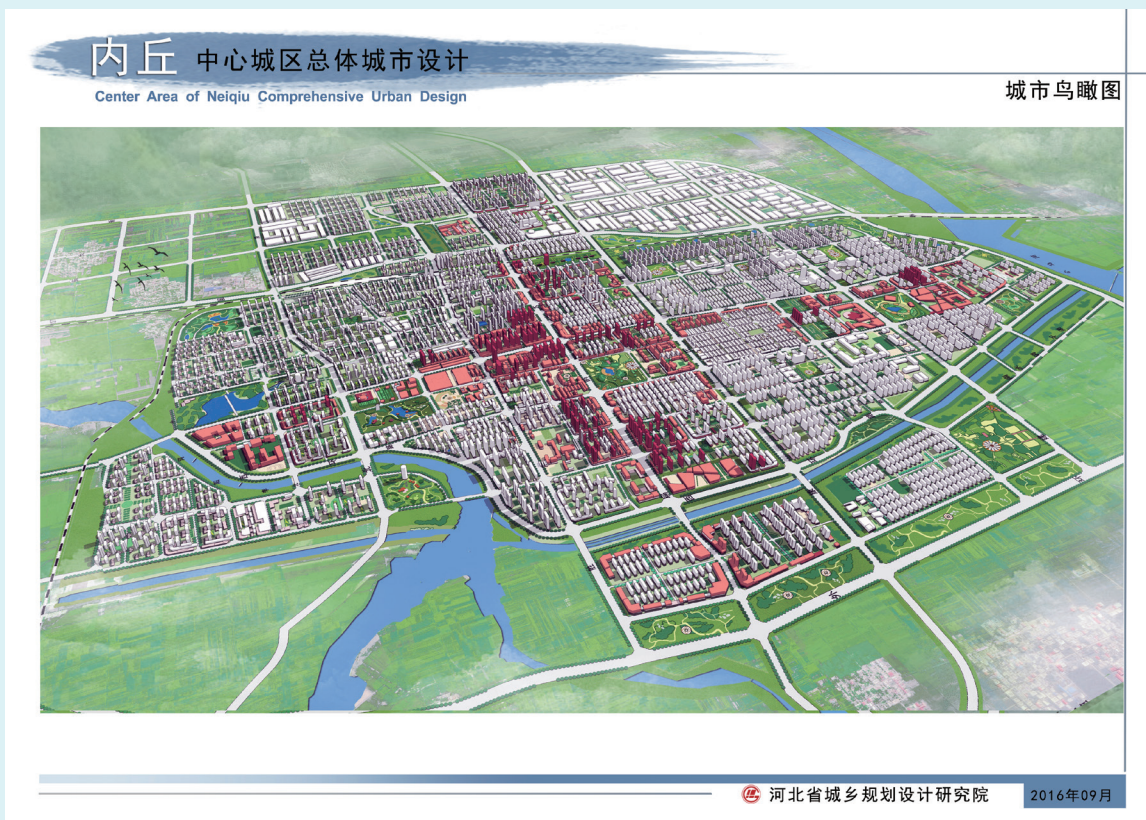 内丘 中心城区总体城市设计
Center Area of Neiqiu Comprehensive Urban Design
城市鸟瞰图
河北省城乡规划设计研究院
2016年09月